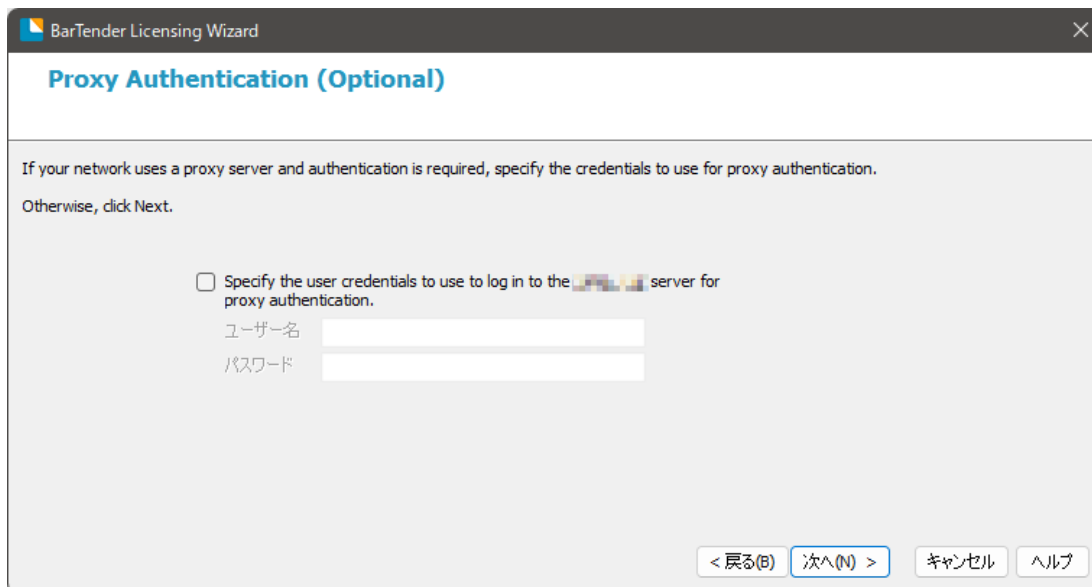 BarTender Licensing Wizard
Proxy Authentication (Optional)
If your network uses a proxy server and authentication is required, specify the credentials to use for proxy authentication.
Otherwise, click Next.
Specify the user credentials to use to log in to the server for
proxy authentication.
ユーザー名
パスワード
< 戻る(B) 次へ(N) > キャンセル ヘルプ